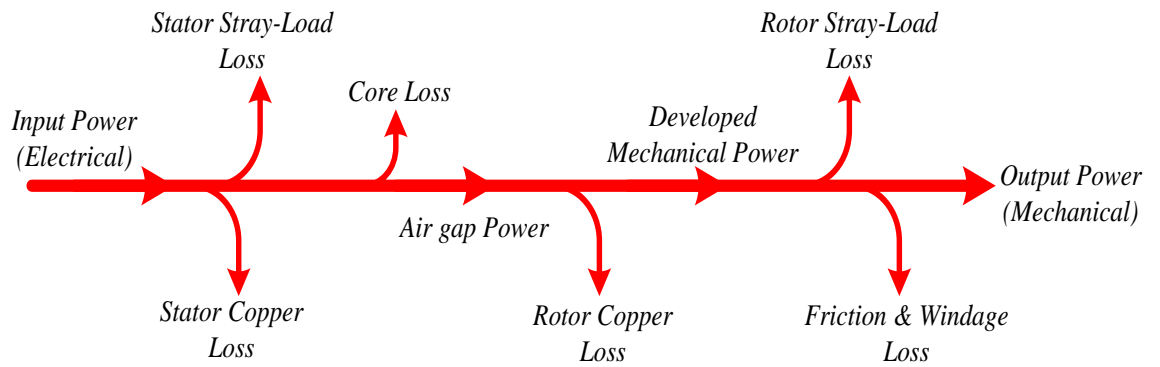 Stator Stray-Load
Loss
Rotor Stray-Load
Loss
Core Loss
Input Power
(Electrical)
Developed
Mechanical Power
Output Power
(Mechanical)
Air gap Power
Stator Copper
Loss
Rotor Copper
Loss
Friction & Windage
Loss